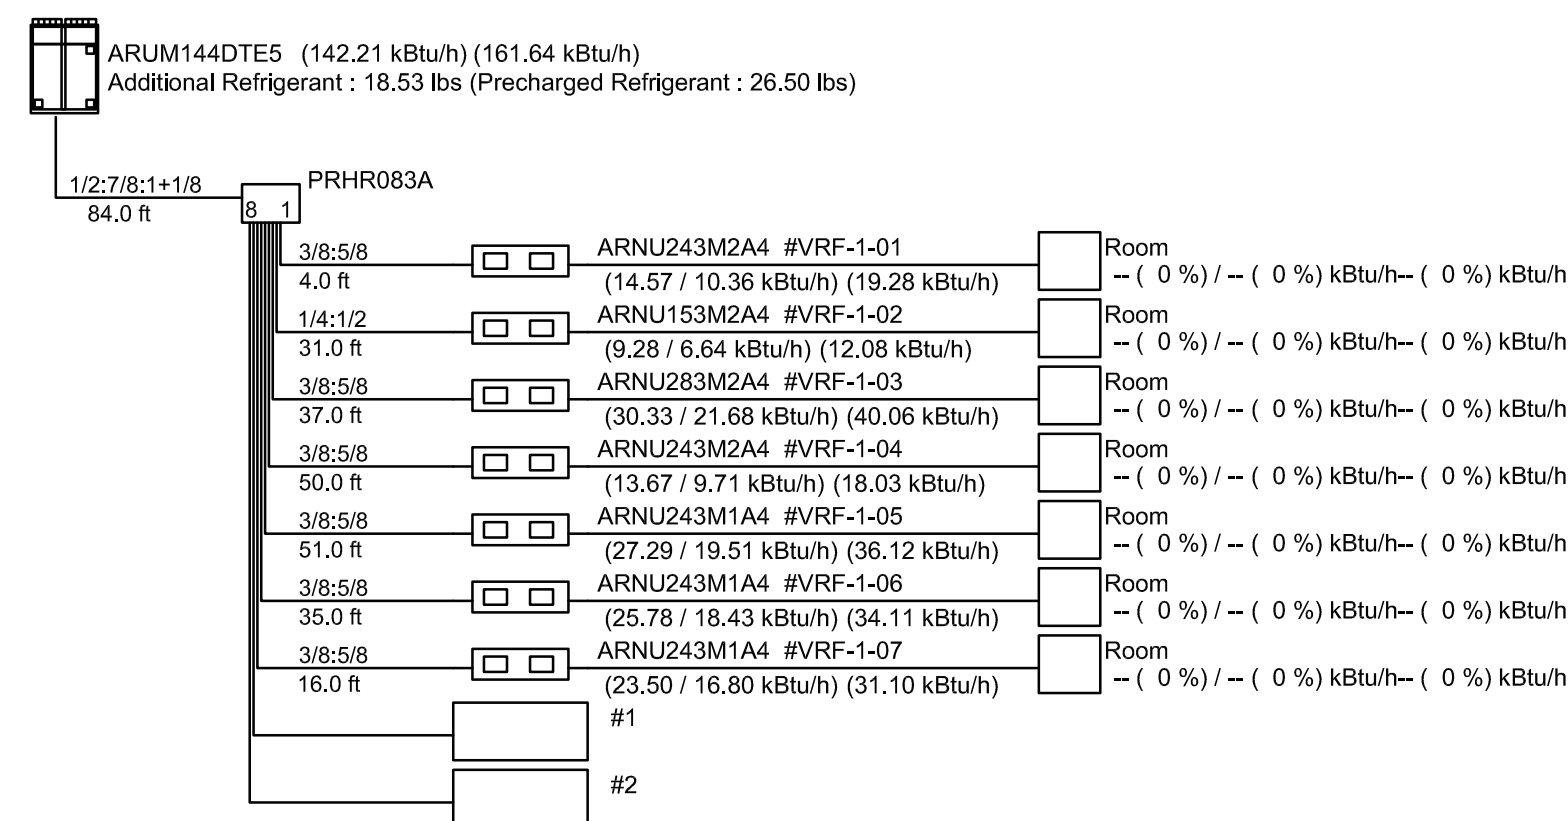 ARUM144DTE5 (142.21 kBtu/h) (161.64 kBtu/h)
Additional Refrigerant : 18.53 lbs (Precharged Refrigerant : 26.50 lbs)
1/2:7/8:1+1/8
84.0 ft
PRHR083A
8 1
3/8:5/8
4.0 ft
ARNU243M2A4 #VRF-1-01
(14.57 / 10.36 kBtu/h) (19.28 kBtu/h)
Room
-- ( 0 %) / -- ( 0 %) kBtu/h-- ( 0 %) kBtu/h
1/4:1/2
31.0 ft
ARNU153M2A4 #VRF-1-02
(9.28 / 6.64 kBtu/h) (12.08 kBtu/h)
Room
-- ( 0 %) / -- ( 0 %) kBtu/h-- ( 0 %) kBtu/h
3/8:5/8
37.0 ft
ARNU283M2A4 #VRF-1-03
(30.33 / 21.68 kBtu/h) (40.06 kBtu/h)
Room
-- ( 0 %) / -- ( 0 %) kBtu/h-- ( 0 %) kBtu/h
3/8:5/8
50.0 ft
ARNU243M2A4 #VRF-1-04
(13.67 / 9.71 kBtu/h) (18.03 kBtu/h)
Room
-- ( 0 %) / -- ( 0 %) kBtu/h-- ( 0 %) kBtu/h
3/8:5/8
51.0 ft
ARNU243M1A4 #VRF-1-05
(27.29 / 19.51 kBtu/h) (36.12 kBtu/h)
Room
-- ( 0 %) / -- ( 0 %) kBtu/h-- ( 0 %) kBtu/h
3/8:5/8
35.0 ft
ARNU243M1A4 #VRF-1-06
(25.78 / 18.43 kBtu/h) (34.11 kBtu/h)
Room
-- ( 0 %) / -- ( 0 %) kBtu/h-- ( 0 %) kBtu/h
3/8:5/8
16.0 ft
ARNU243M1A4 #VRF-1-07
(23.50 / 16.80 kBtu/h) (31.10 kBtu/h)
Room
-- ( 0 %) / -- ( 0 %) kBtu/h-- ( 0 %) kBtu/h
#1
#2